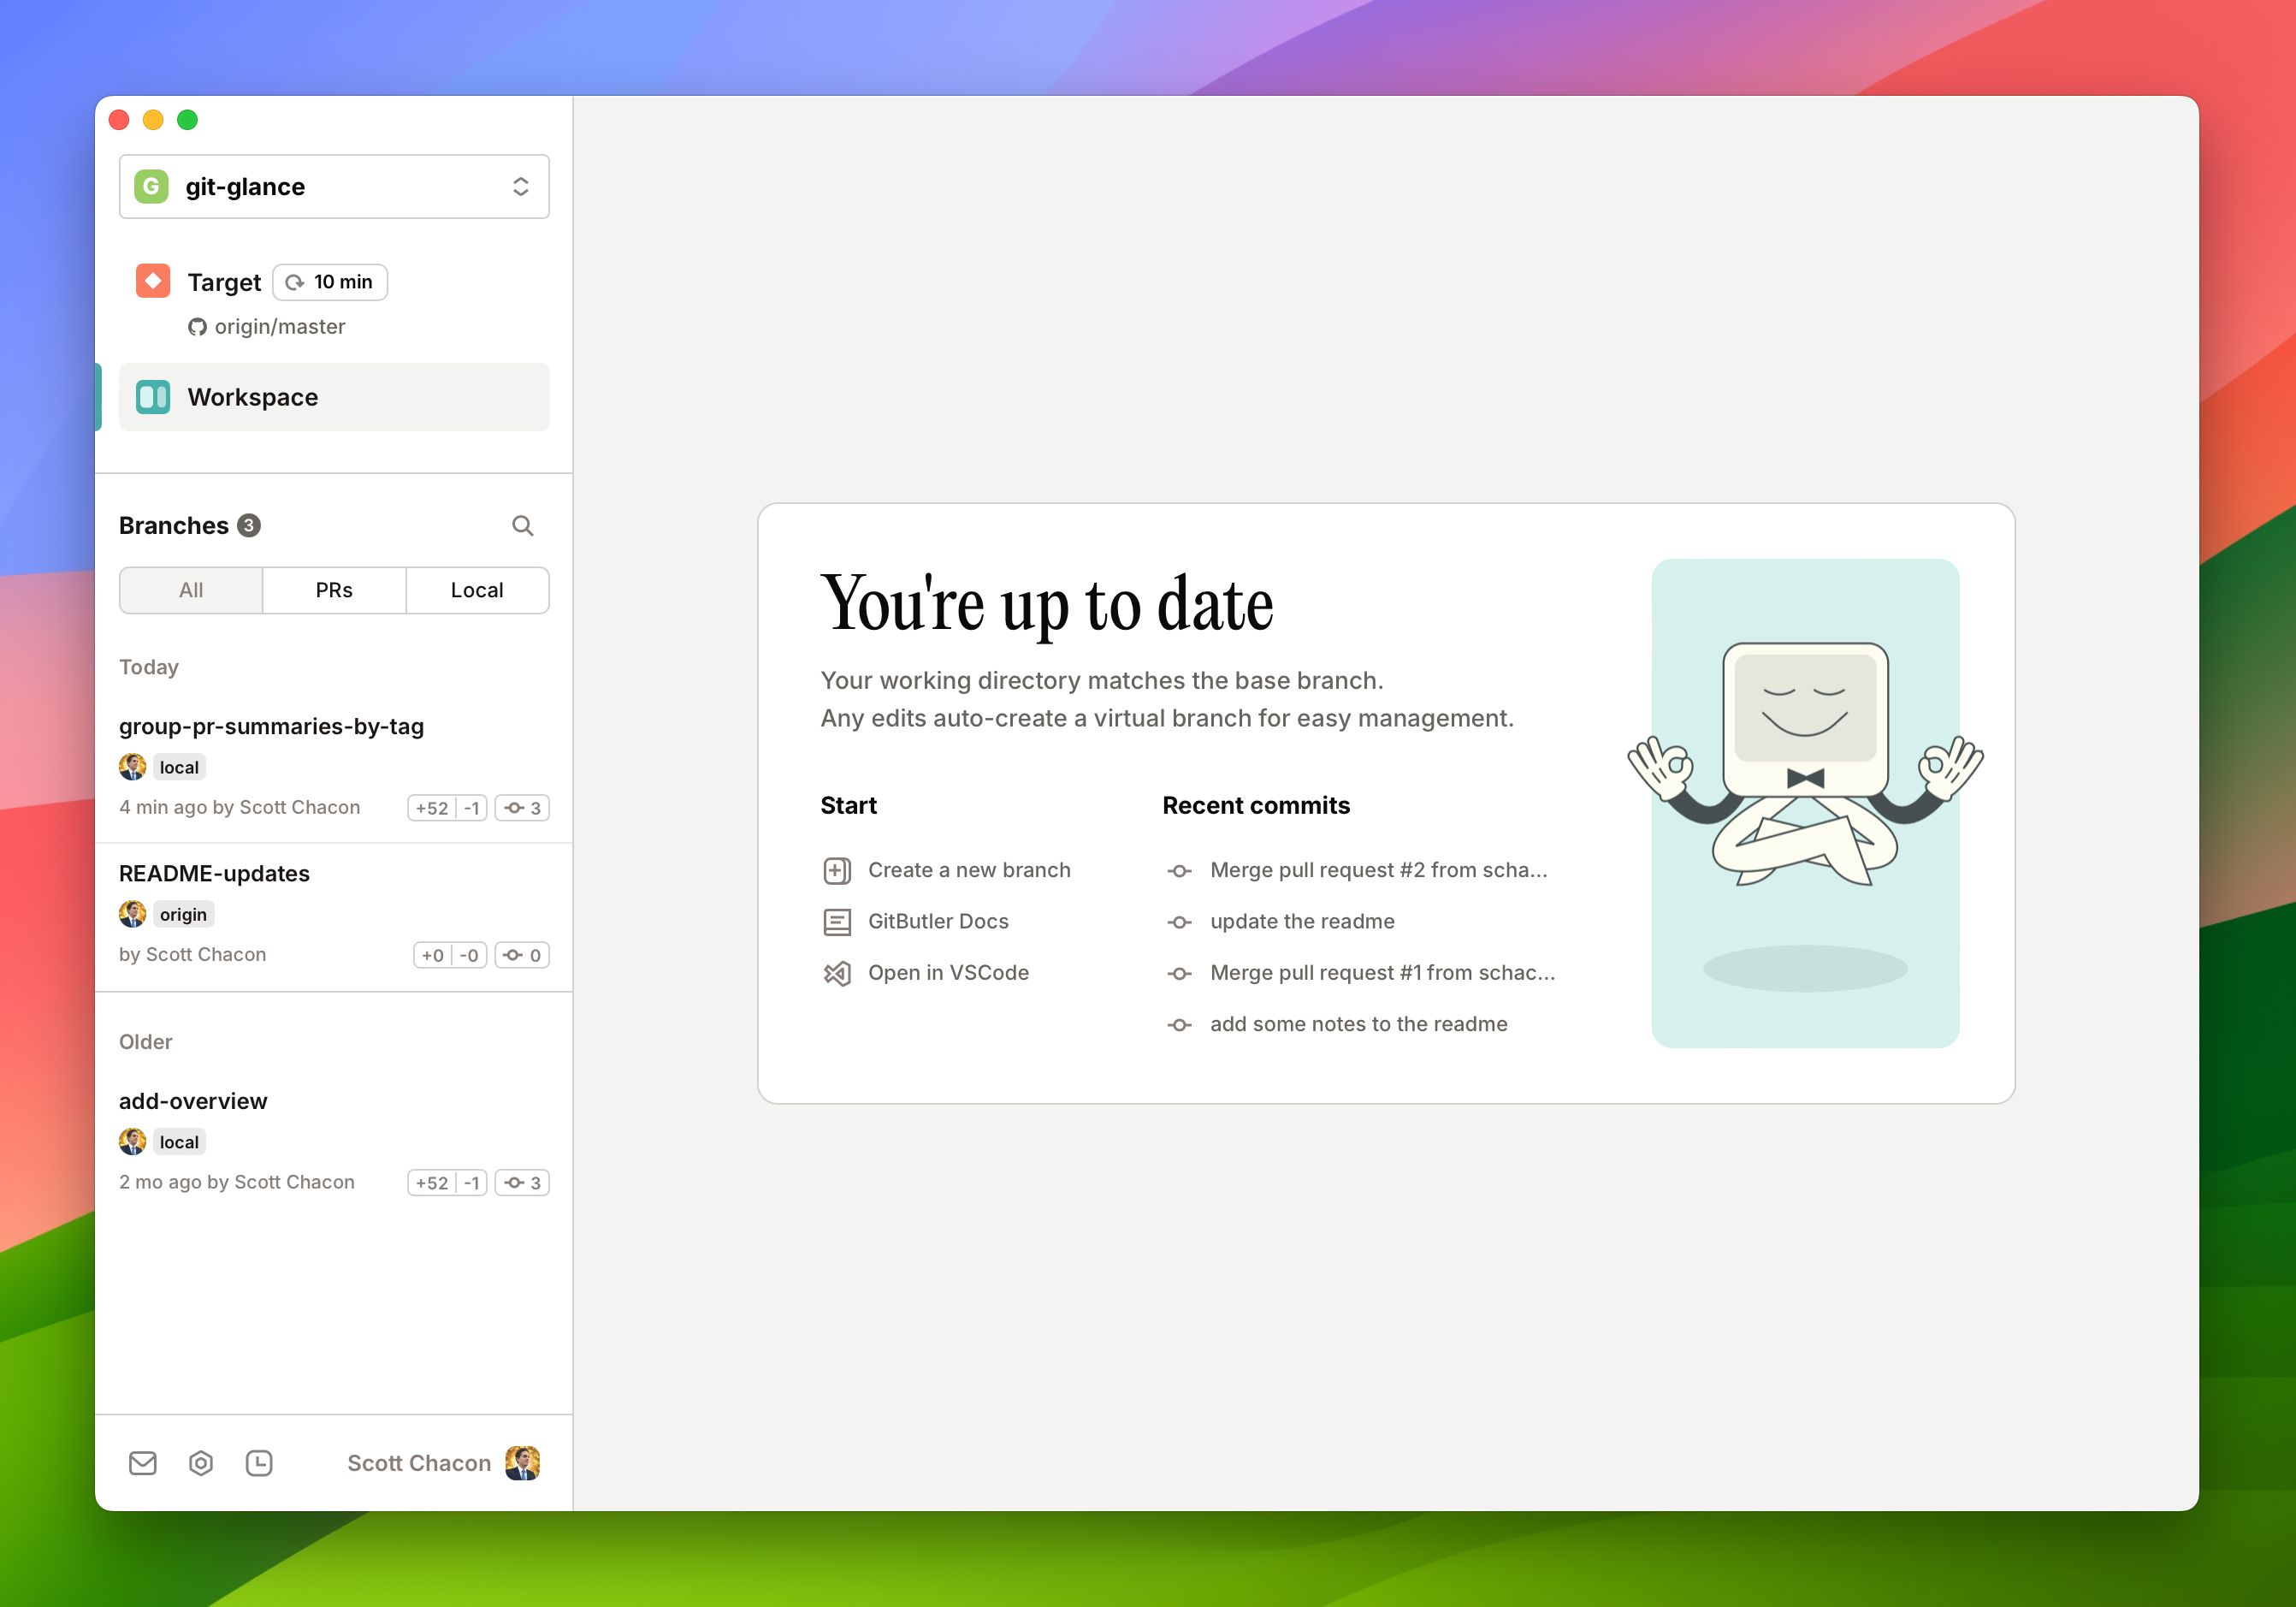 G git-glance
Target 10 min
origin/master
Workspace
Branches 3
All PRs Local
Today
group-pr-summaries-by-tag
local
4 min ago by Scott Chacon +52 -1 3
README-updates
origin
by Scott Chacon +0 -0 0
Older
add-overview
local
2 mo ago by Scott Chacon +52 -1 3
Scott Chacon
You're up to date
Your working directory matches the base branch.
Any edits auto-create a virtual branch for easy management.
Start
Create a new branch
GitButler Docs
Open in VSCode
Recent commits
Merge pull request #2 from scha...
update the readme
Merge pull request #1 from schac...
add some notes to the readme